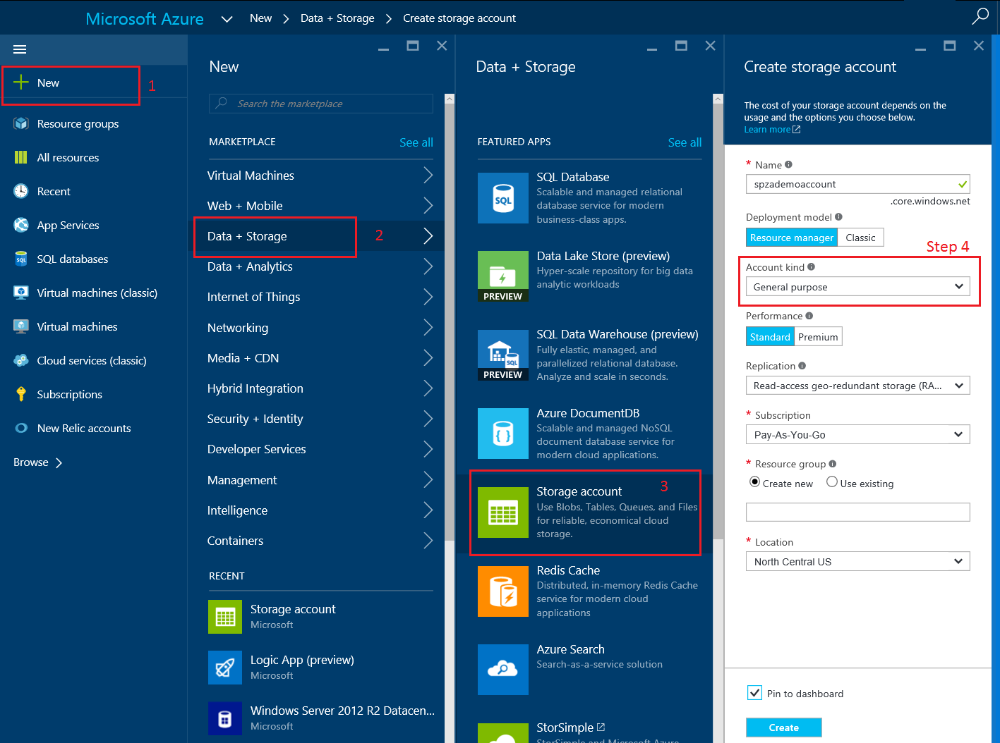 Microsoft Azure
New
Data + Storage
Create storage account
New
1
Resource groups
All resources
Recent
App Services
SQL databases
Virtual machines (classic)
Virtual machines
Cloud services (classic)
Subscriptions
New Relic accounts
Browse
New
Search the marketplace
MARKETPLACE
See all
Virtual Machines
Web + Mobile
Data + Storage
2
Data + Analytics
Internet of Things
Networking
Media + CDN
Hybrid Integration
Security + Identity
Developer Services
Management
Intelligence
Containers
RECENT
Storage account
Microsoft
Logic App (preview)
Microsoft
Windows Server 2012 R2 Datacen...
Microsoft
Data + Storage
FEATURED APPS
See all
SQL
SQL Database
Scalable and managed relational
database service for modern
business-class apps.
PREVIEW
Data Lake Store (preview)
Hyper-scale repository for big data
analytic workloads
SQL
PREVIEW
SQL Data Warehouse (preview)
Fully elastic, managed, and
parallelized relational database.
Analyze and scale in seconds.
Azure DocumentDB
Scalable and managed NoSQL
document database service for
modern cloud applications.
Storage account
3
Use Blobs, Tables, Queues, and Files
for reliable, economical cloud
storage.
Redis Cache
Distributed, in-memory Redis Cache
service for modern cloud
applications
Azure Search
Search-as-a-service solution
StorSimple
StorSimple and Microsoft Azure
Create storage account
The cost of your storage account depends on the
usage and the options you choose below.
Learn more
* Name
spzademoaccount
.core.windows.net
Deployment model
Resource manager
Classic
Step 4
Account kind
General purpose
Performance
Standard
Premium
Replication
Read-access geo-redundant storage (RA...
* Subscription
Pay-As-You-Go
* Resource group
Create new
Use existing
* Location
North Central US
Pin to dashboard
Create